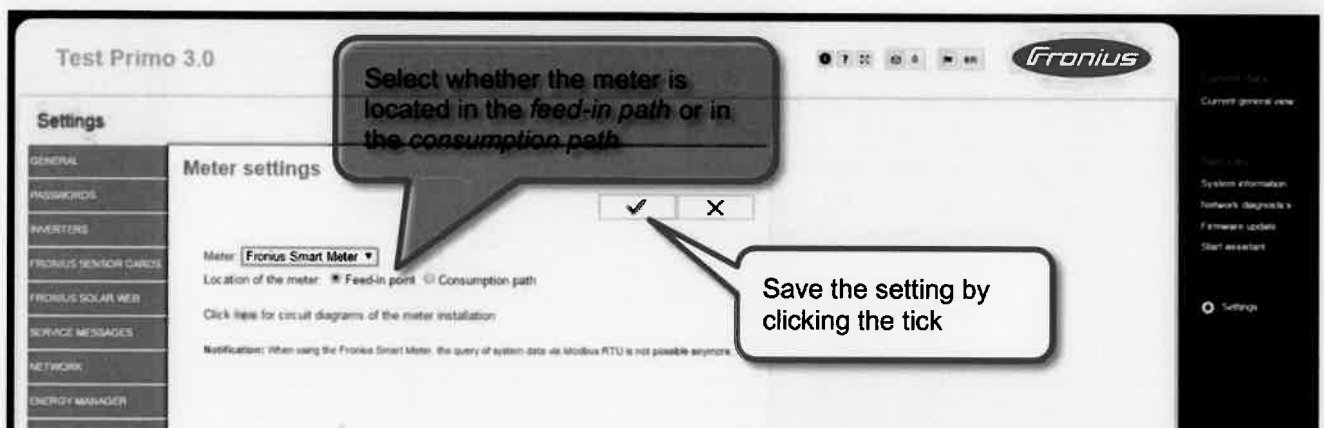 Test Primo 3.0
Select whether the meter is
located in the feed-in path or in
the consumption path
en
Fronius
Current general view
Settings
GENERAL
PASSWORDS
INVERTERS
FRONIUS SENSOR CARDS
FRONIUS SOLAR WEB
SERVICE MESSAGES
NETWORK
ENERGY MANAGER
Meter settings
Meter: Fronius Smart Meter
Location of the meter: Feed-in point Consumption path
Click here for circuit diagrams of the meter installation
Notification: When using the Fronius Smart Meter, the query of system data via Modbus RTU is not possible anymore.
Save the setting by
clicking the tick
System information
Network diagnostics
Firmware update
Start assistant
Settings